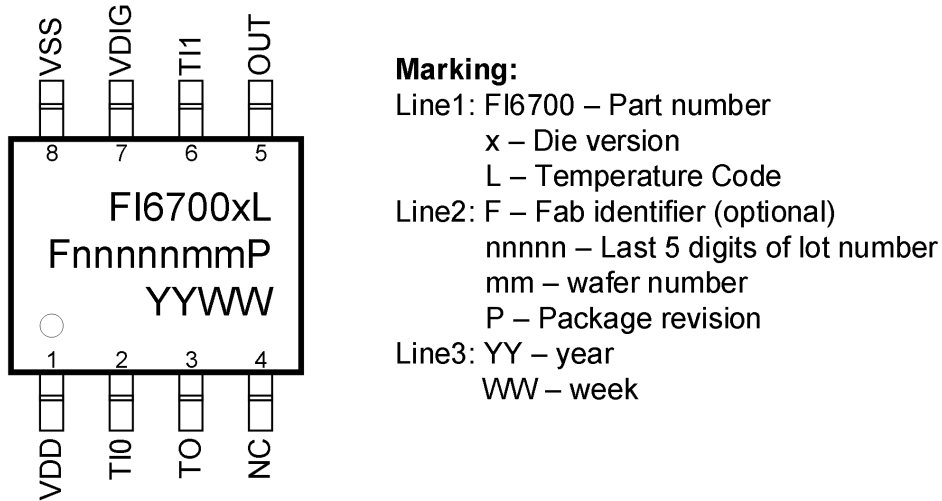 VSS VDIG TI1 OUT
8 7 6 5
FI6700xL
FnnnnnmmP
YYWW
1 2 3 4
VDD TI0 TO NC
Marking:
Line1: FI6700 – Part number
x – Die version
L – Temperature Code
Line2: F – Fab identifier (optional)
nnnnn – Last 5 digits of lot number
mm – wafer number
P – Package revision
Line3: YY – year
WW – week